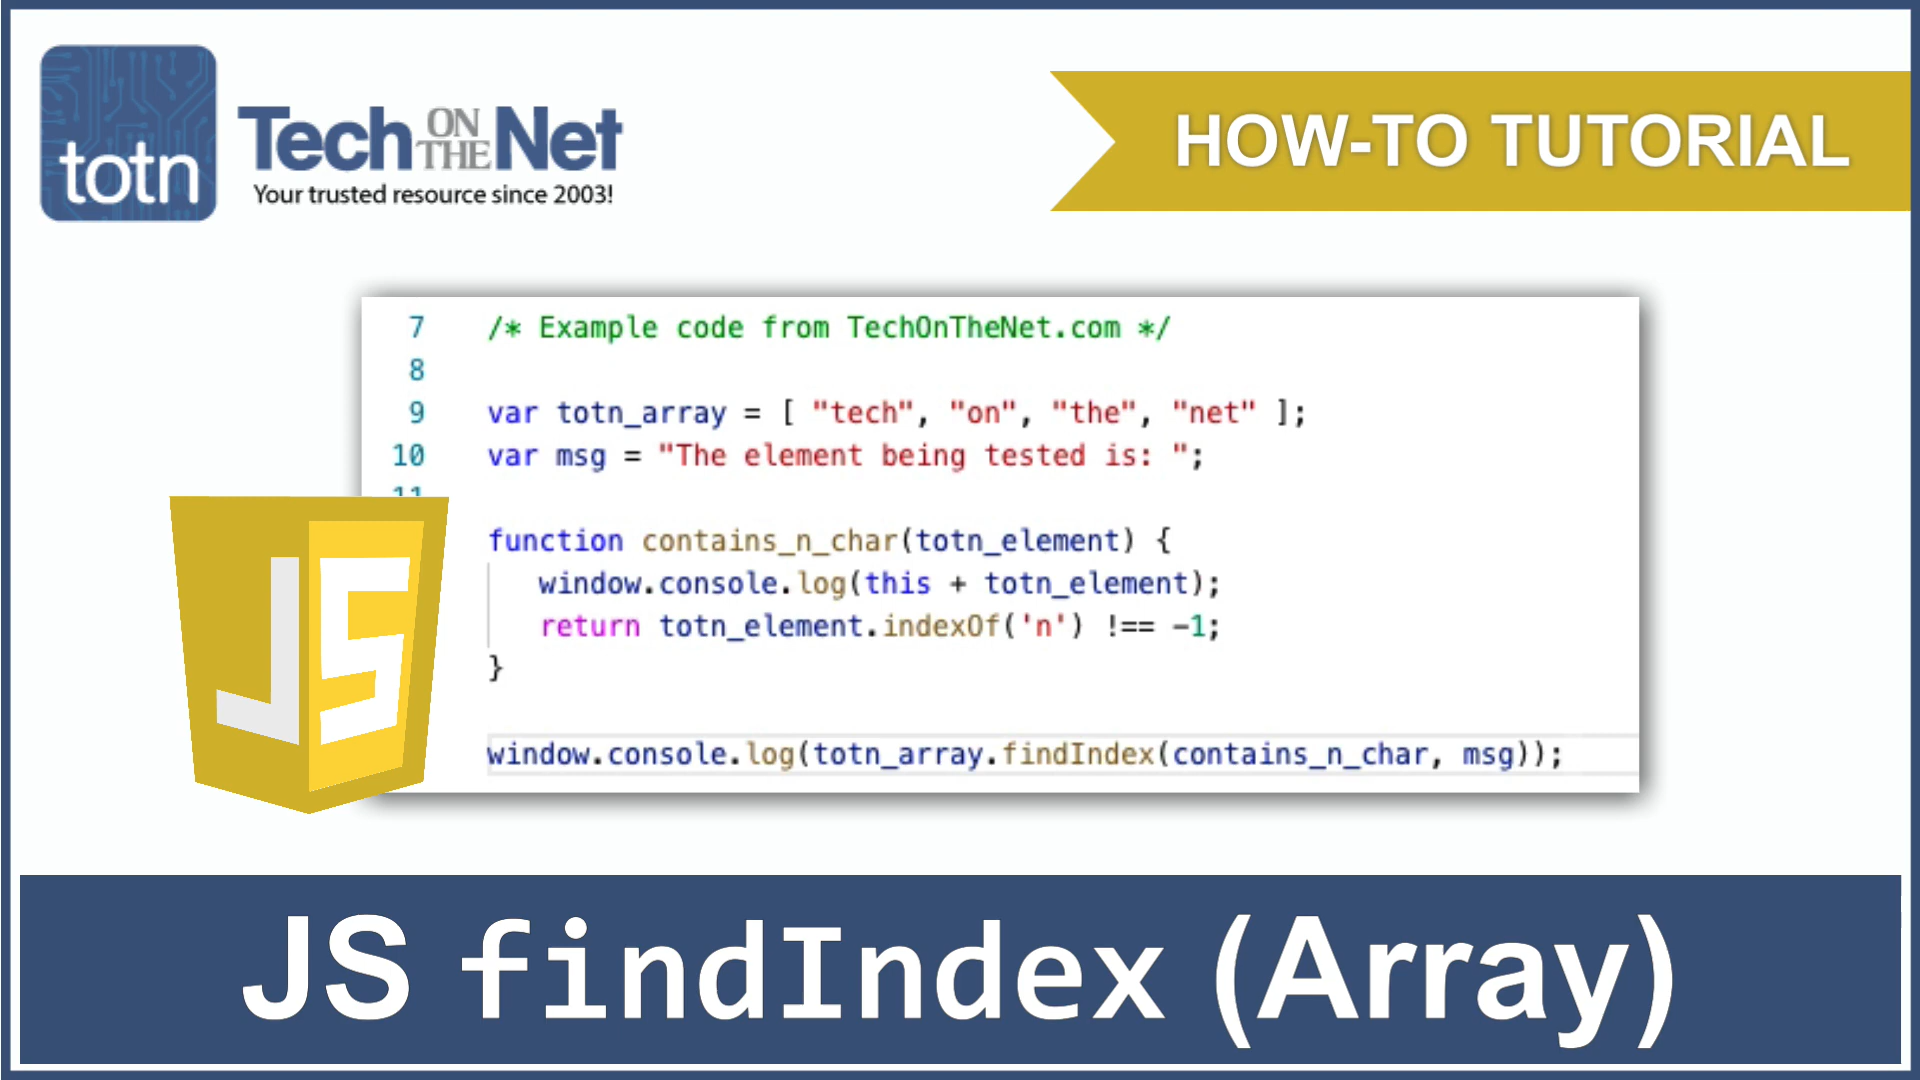 totn
Tech ON THE Net
Your trusted resource since 2003!
HOW-TO TUTORIAL
7 /* Example code from TechOnTheNet.com */
8
9 var totn_array = [ "tech", "on", "the", "net" ];
10 var msg = "The element being tested is: ";
11
function contains_n_char(totn_element) {
window.console.log(this + totn_element);
return totn_element.indexOf('n') !== -1;
}
window.console.log(totn_array.findIndex(contains_n_char, msg));
JS
JS findIndex (Array)